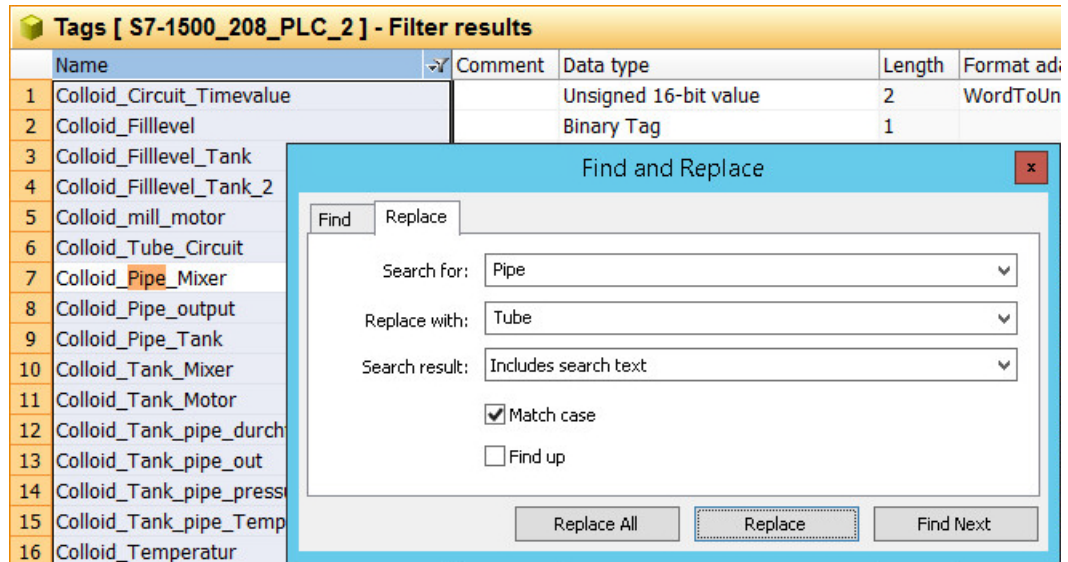 Tags [ S7-1500_208_PLC_2 ] - Filter results
Name Comment Data type Length Format ada
1 Colloid_Circuit_Timevalue Unsigned 16-bit value 2 WordToUn
2 Colloid_Filllevel Binary Tag 1
3 Colloid_Filllevel_Tank
4 Colloid_Filllevel_Tank_2
5 Colloid_mill_motor
6 Colloid_Tube_Circuit
7 Colloid_Pipe_Mixer
8 Colloid_Pipe_output
9 Colloid_Pipe_Tank
10 Colloid_Tank_Mixer
11 Colloid_Tank_Motor
12 Colloid_Tank_pipe_durch
13 Colloid_Tank_pipe_out
14 Colloid_Tank_pipe_press
15 Colloid_Tank_pipe_Temp
16 Colloid_Temperatur
Find and Replace
x
Find Replace
Search for: Pipe
Replace with: Tube
Search result: Includes search text
Match case
Find up
Replace All Replace Find Next